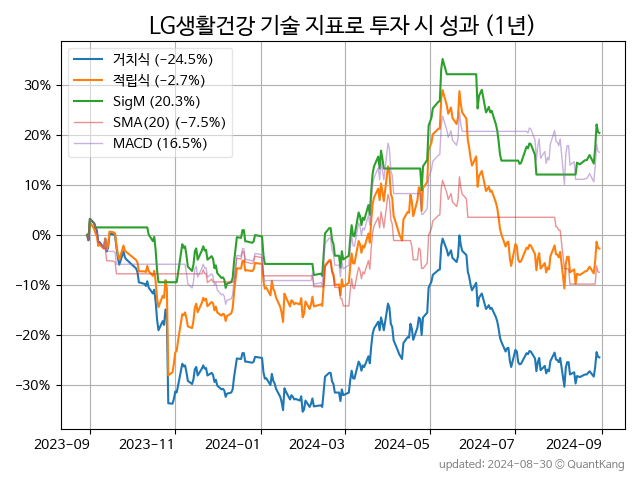 LG생활건강 기술 지표로 투자 시 성과 (1년)
거치식 (−24.5%)
적립식 (−2.7%)
SigM (20.3%)
SMA(20) (−7.5%)
MACD (16.5%)
30%
20%
10%
0%
−10%
−20%
−30%
2023-09 2023-11 2024-01 2024-03 2024-05 2024-07 2024-09
updated: 2024-08-30 © QuantKang